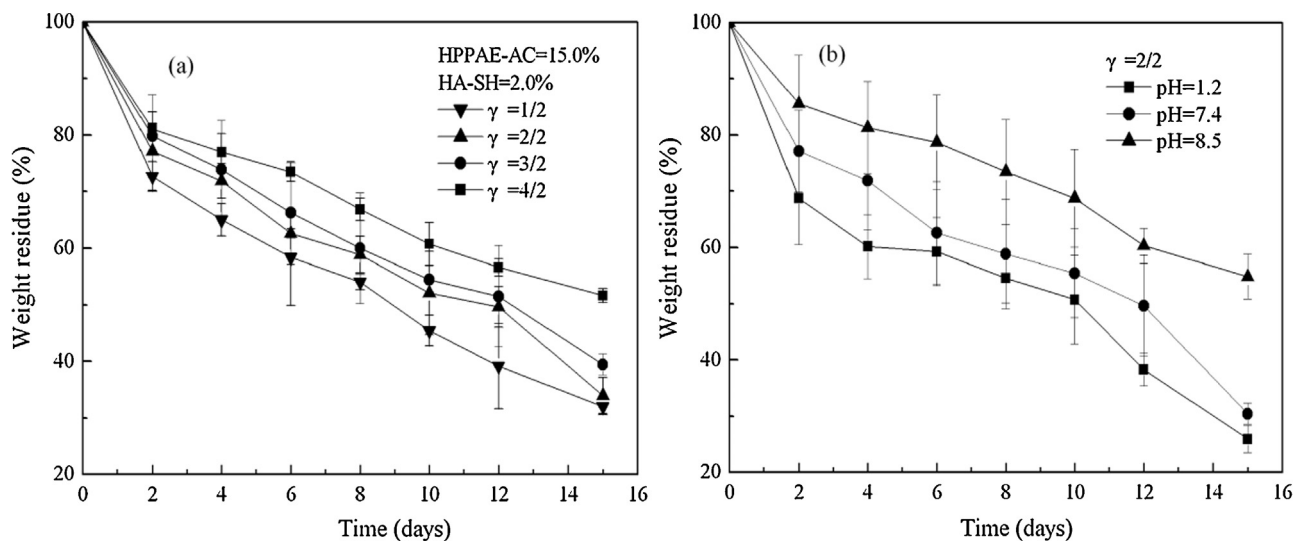 (a)
HPPAE-AC=15.0%
HA-SH=2.0%
γ =1/2
γ =2/2
γ =3/2
γ =4/2
Weight residue (%)
100
80
60
40
20
0 2 4 6 8 10 12 14 16
Time (days)
(b)
γ =2/2
pH=1.2
pH=7.4
pH=8.5
Weight residue (%)
100
80
60
40
20
0 2 4 6 8 10 12 14 16
Time (days)